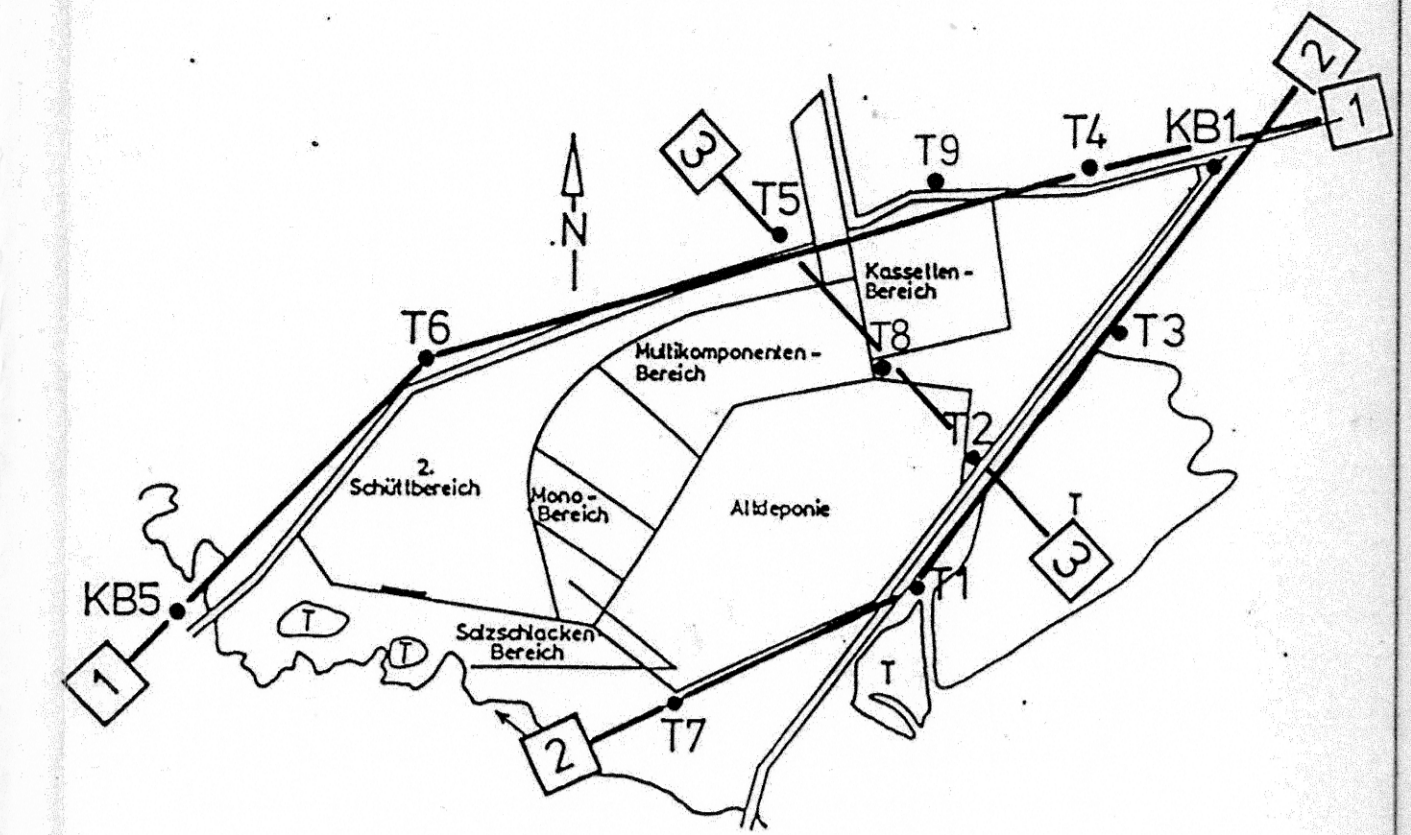 2
1
3
T9
T4
KB1
T5
N
Kassetten-
Bereich
T6
T8
T3
Multikomponenten-
Bereich
T2
2.
Schüttbereich
Mono-
Bereich
Altdeponie
T
3
KB5
T1
T
T
Salzschlacken
Bereich
T
1
T7
2